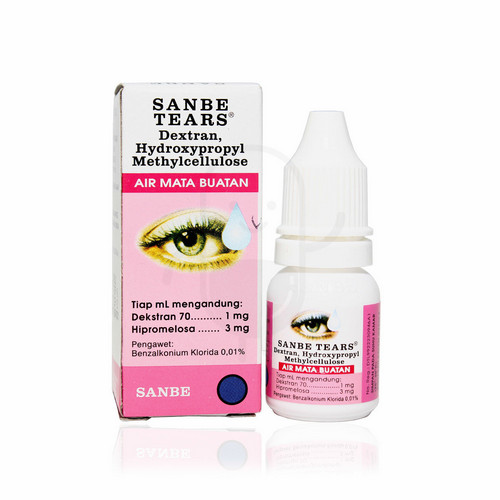 SANBE
TEARS®
Dextran,
Hydroxypropyl
Methylcellulose
AIR MATA BUATAN
Tiap mL mengandung:
Dekstran 70.......... 1 mg
Hipromelosa ....... 3 mg
Pengawet:
Benzalkonium Klorida 0,01%
SANBE
SANBE TEARS®
Dextran, Hydroxypropyl
Methylcellulose
AIR MATA BUATAN
Tiap mL mengandung:
Dekstran 70..............1 mg
Hipromelosa ...........3 mg
Pengawet: Benzalkonium Klorida 0,01%